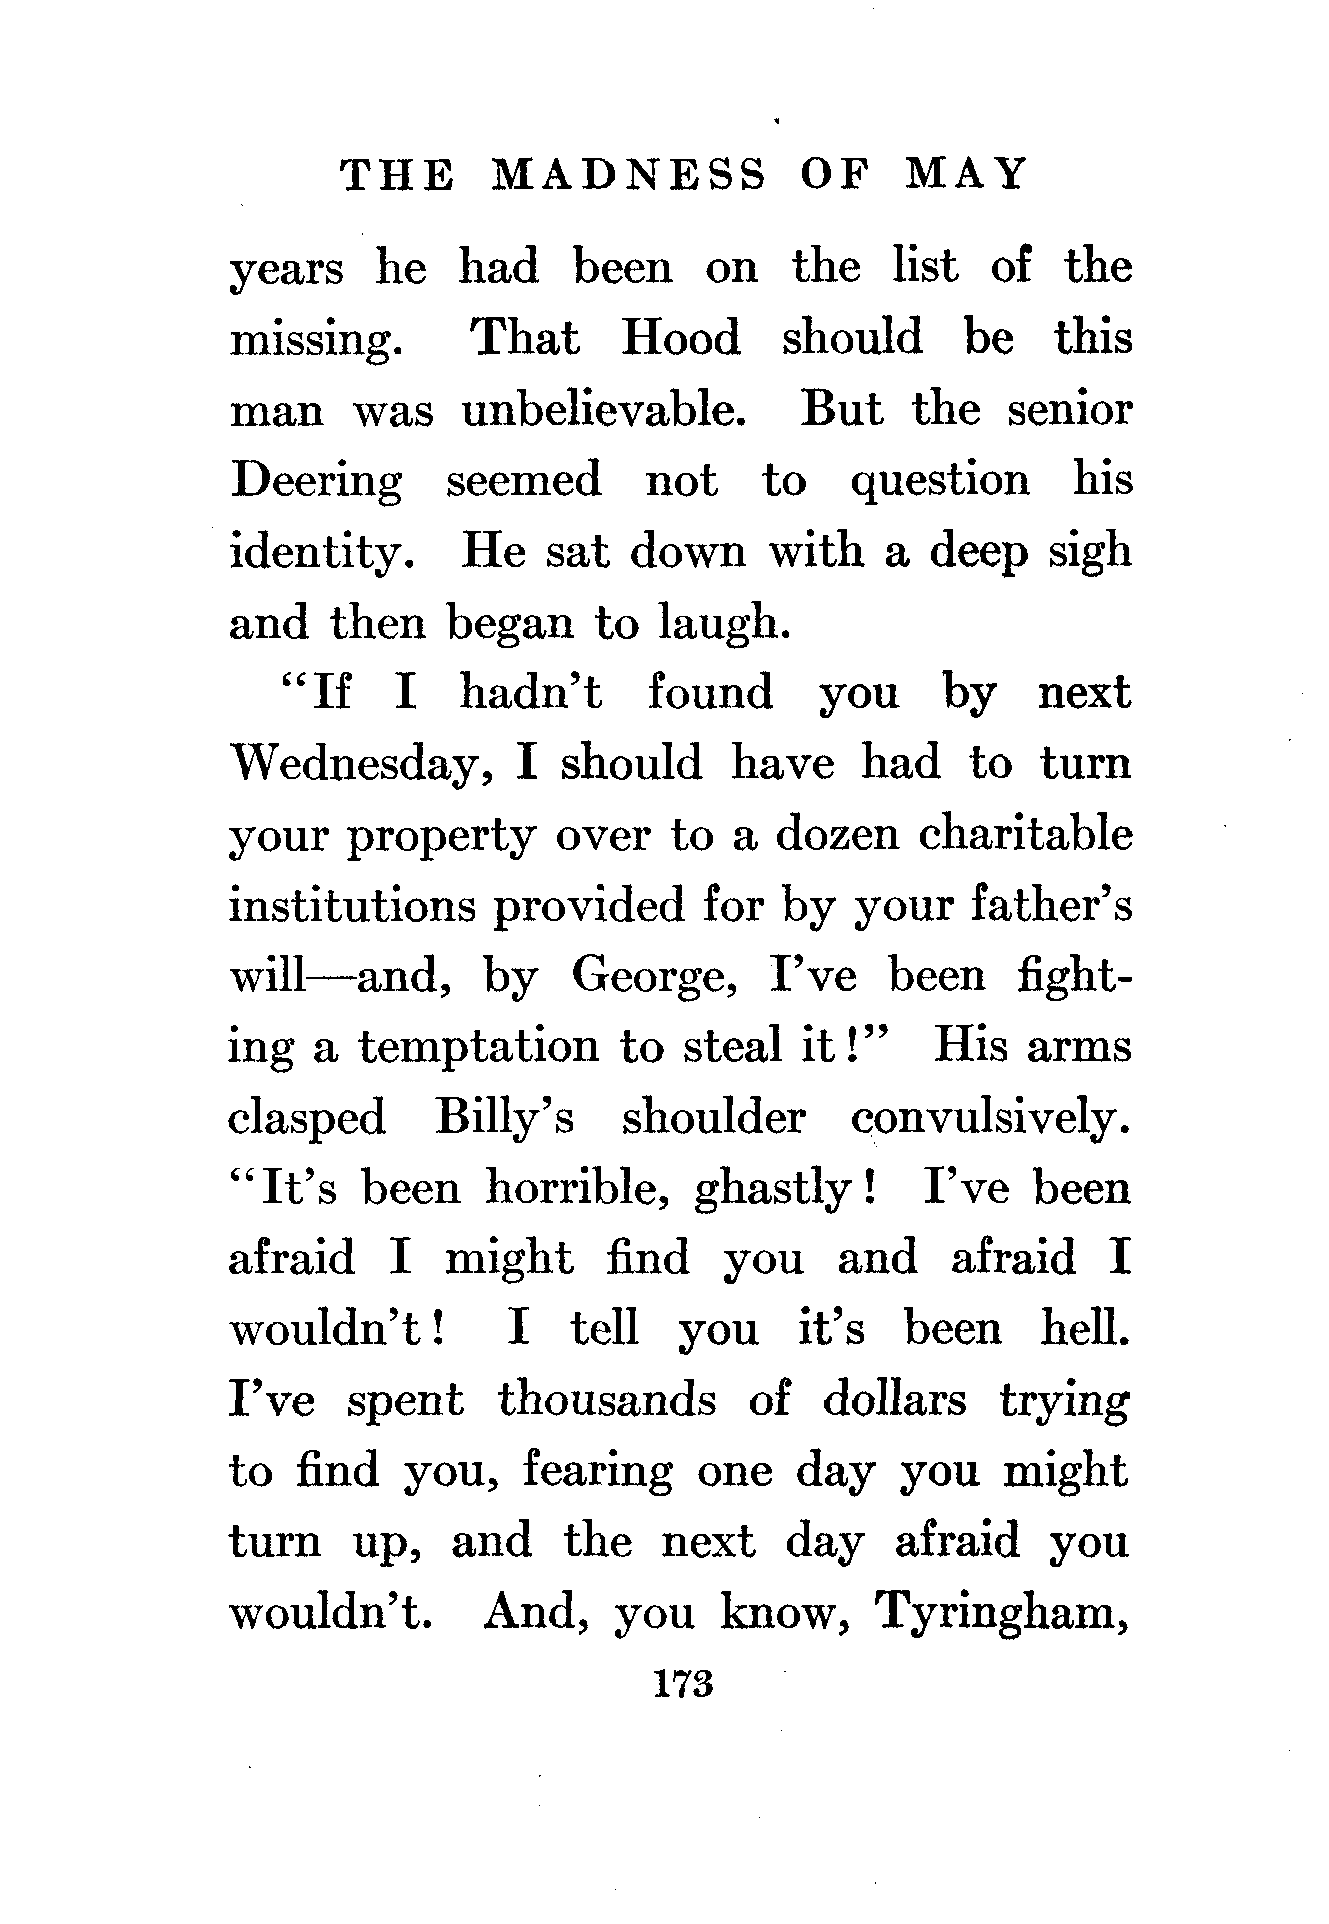 THE MADNESS OF MAY
years he had been on the list of the
missing. That Hood should be this
man was unbelievable. But the senior
Deering seemed not to question his
identity. He sat down with a deep sigh
and then began to laugh.
“If I hadn’t found you by next
Wednesday, I should have had to turn
your property over to a dozen charitable
institutions provided for by your father’s
will—and, by George, I’ve been fight-
ing a temptation to steal it!” His arms
clasped Billy’s shoulder convulsively.
“It’s been horrible, ghastly! I’ve been
afraid I might find you and afraid I
wouldn’t! I tell you it’s been hell.
I’ve spent thousands of dollars trying
to find you, fearing one day you might
turn up, and the next day afraid you
wouldn’t. And, you know, Tyringham,
173